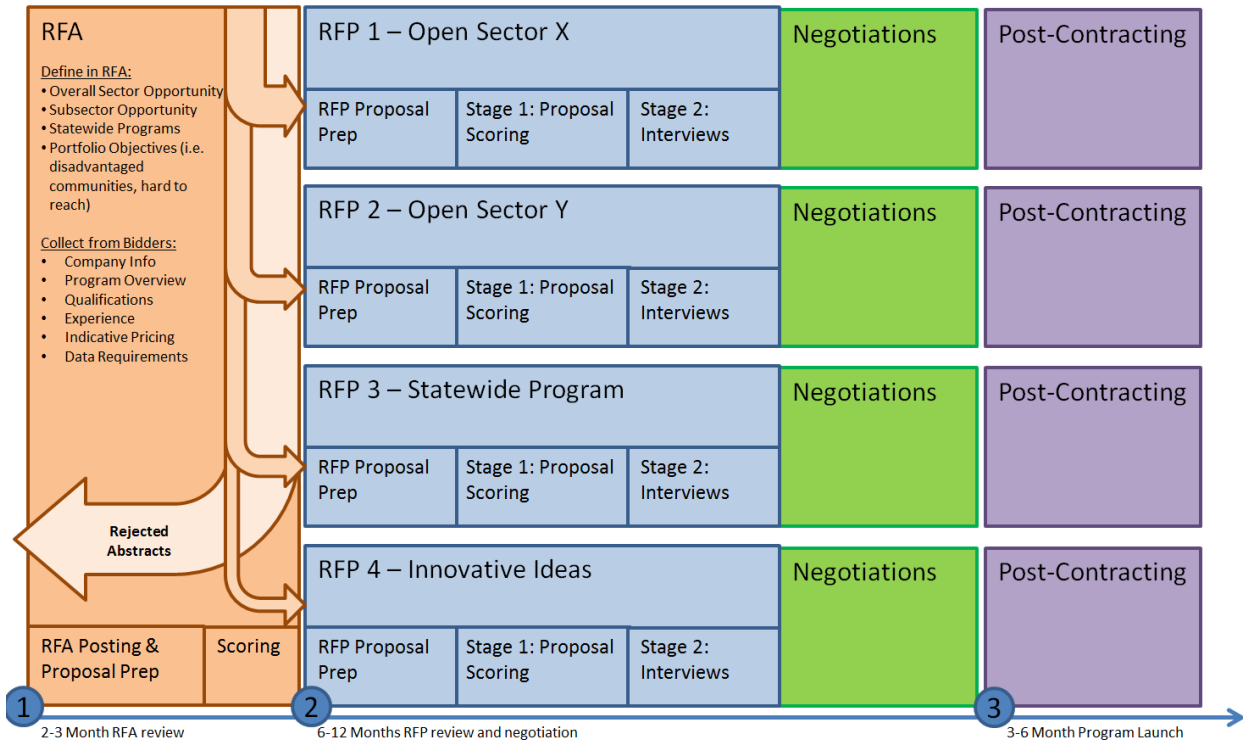 RFA
Define in RFA:
• Overall Sector Opportunity
• Subsector Opportunity
• Statewide Programs
• Portfolio Objectives (i.e.
disadvantaged
communities, hard to
reach)
Collect from Bidders:
• Company Info
• Program Overview
• Qualifications
• Experience
• Indicative Pricing
• Data Requirements
Rejected
Abstracts
RFA Posting &
Proposal Prep
Scoring
RFP 1 – Open Sector X
RFP Proposal
Prep
Stage 1: Proposal
Scoring
Stage 2:
Interviews
Negotiations
Post-Contracting
RFP 2 – Open Sector Y
RFP Proposal
Prep
Stage 1: Proposal
Scoring
Stage 2:
Interviews
Negotiations
Post-Contracting
RFP 3 – Statewide Program
RFP Proposal
Prep
Stage 1: Proposal
Scoring
Stage 2:
Interviews
Negotiations
Post-Contracting
RFP 4 – Innovative Ideas
RFP Proposal
Prep
Stage 1: Proposal
Scoring
Stage 2:
Interviews
Negotiations
Post-Contracting
1
2
3
2-3 Month RFA review
6-12 Months RFP review and negotiation
3-6 Month Program Launch